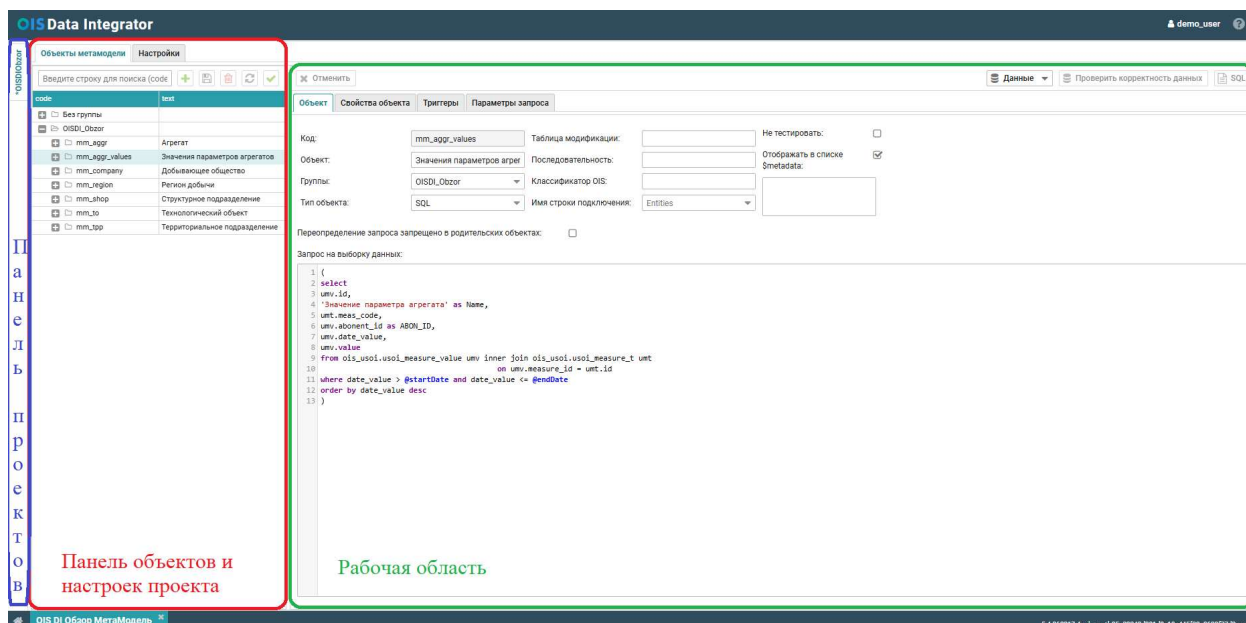 OIS Data Integrator
demo_user
*OISDIObzor
Объекты метамодели Настройки
Введите строку для поиска (code
Отменить
Данные
Проверить корректность данных
SQL
code text
Без группы
OISDI_Obzor
mm_aggr Агрегат
mm_aggr_values Значения параметров агрегатов
mm_company Добывающее общество
mm_region Регион добычи
mm_shop Структурное подразделение
mm_to Технологический объект
mm_tpp Территориальное подразделение
Объект Свойства объекта Триггеры Параметры запроса
Код: mm_aggr_values Таблица модификации: Не тестировать:
Объект: Значения параметров агрег Последовательность: Отображать в списке
$metadata:
Группы: OISDI_Obzor Классификатор OIS:
Тип объекта: SQL Имя строки подключения: Entities
Переопределение запроса запрещено в родительских объектах:
Запрос на выборку данных:
1 (
2 select
3 umv.id,
4 'Значение параметра агрегата' as Name,
5 umt.meas_code,
6 umv.abonent_id as ABON_ID,
7 umv.date_value,
8 umv.value
9 from ois_usoi.usoi_measure_value umv inner join ois_usoi.usoi_measure_t umt
10 on umv.measure_id = umt.id
11 where date_value > @startDate and date_value <= @endDate
12 order by date_value desc
13 )
Панель проектов
Панель объектов и
настроек проекта
Рабочая область
OIS DI Обзор МетаМодель